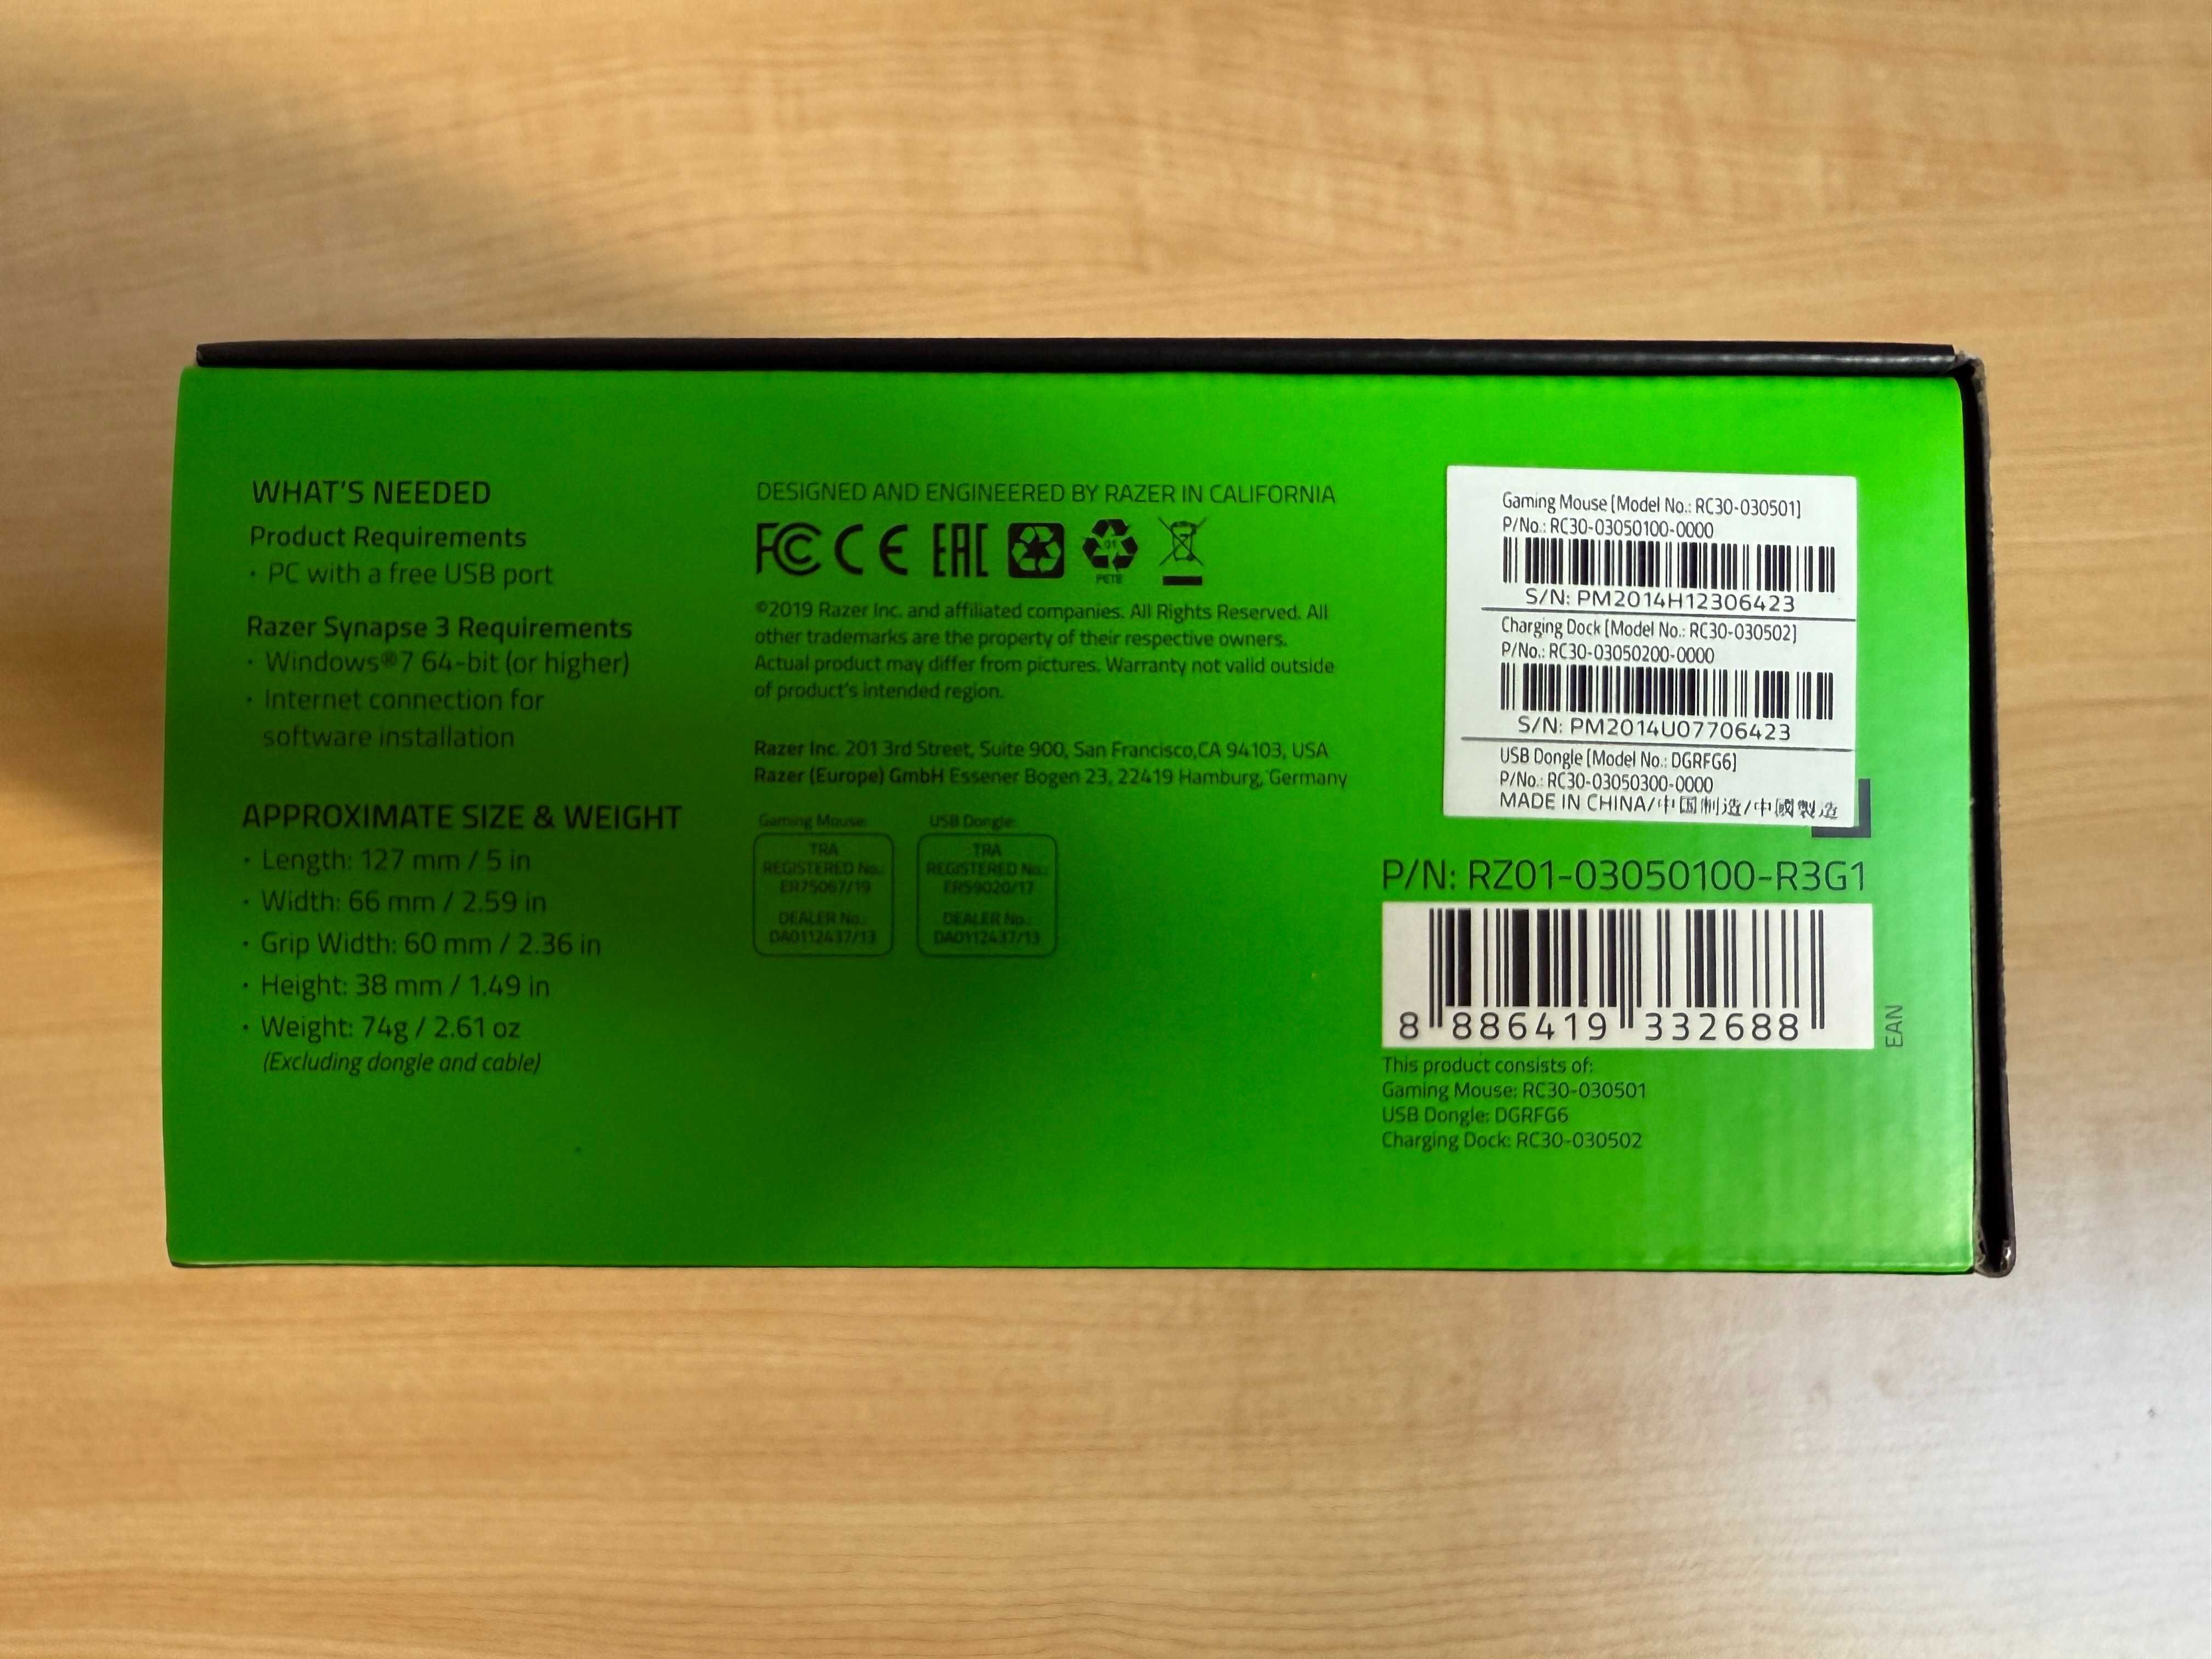 WHAT'S NEEDED
Product Requirements
· PC with a free USB port
Razer Synapse 3 Requirements
· Windows®7 64-bit (or higher)
· Internet connection for
software installation
APPROXIMATE SIZE & WEIGHT
· Length: 127 mm / 5 in
· Width: 66 mm / 2.59 in
· Grip Width: 60 mm / 2.36 in
· Height: 38 mm / 1.49 in
· Weight: 74g / 2.61 oz
(Excluding dongle and cable)
DESIGNED AND ENGINEERED BY RAZER IN CALIFORNIA
FC CE EAC 01
PETE
©2019 Razer Inc. and affiliated companies. All Rights Reserved. All
other trademarks are the property of their respective owners.
Actual product may differ from pictures. Warranty not valid outside
of product's intended region.
Razer Inc. 201 3rd Street, Suite 900, San Francisco,CA 94103, USA
Razer (Europe) GmbH Essener Bogen 23, 22419 Hamburg, Germany
Gaming Mouse:
TRA
REGISTERED No.:
ER75067/19
DEALER No.:
DA0112437/13
USB Dongle:
TRA
REGISTERED No.:
ER59020/17
DEALER No.:
DA0112437/13
Gaming Mouse [Model No.: RC30-030501]
P/No.: RC30-03050100-0000
S/N: PM2014H12306423
Charging Dock [Model No.: RC30-030502]
P/No.: RC30-03050200-0000
S/N: PM2014U07706423
USB Dongle [Model No.: DGRFG6]
P/No.: RC30-03050300-0000
MADE IN CHINA/中国制造/中國製造
P/N: RZ01-03050100-R3G1
8 886419 332688
EAN
This product consists of:
Gaming Mouse: RC30-030501
USB Dongle: DGRFG6
Charging Dock: RC30-030502